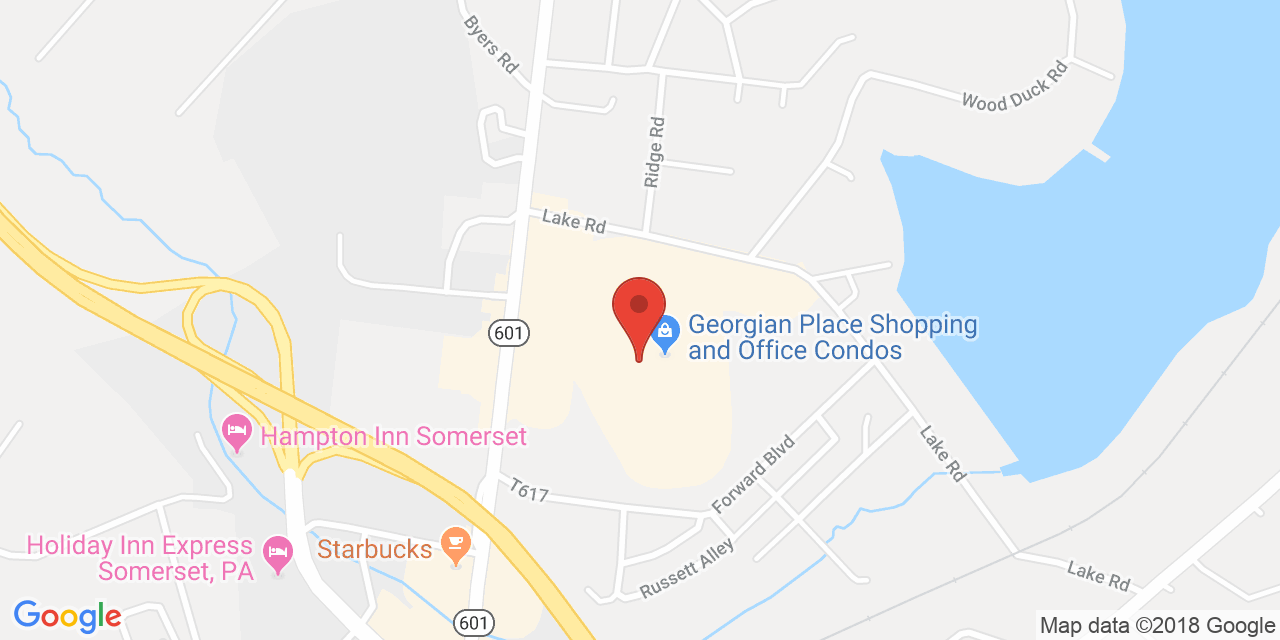 Byers Rd
Wood Duck Rd
Ridge Rd
Lake Rd
601
Georgian Place Shopping
and Office Condos
Hampton Inn Somerset
Lake Rd
Forward Blvd
T617
Holiday Inn Express
Somerset, PA
Starbucks
Russett Alley
Lake Rd
601
Google
Map data ©2018 Google